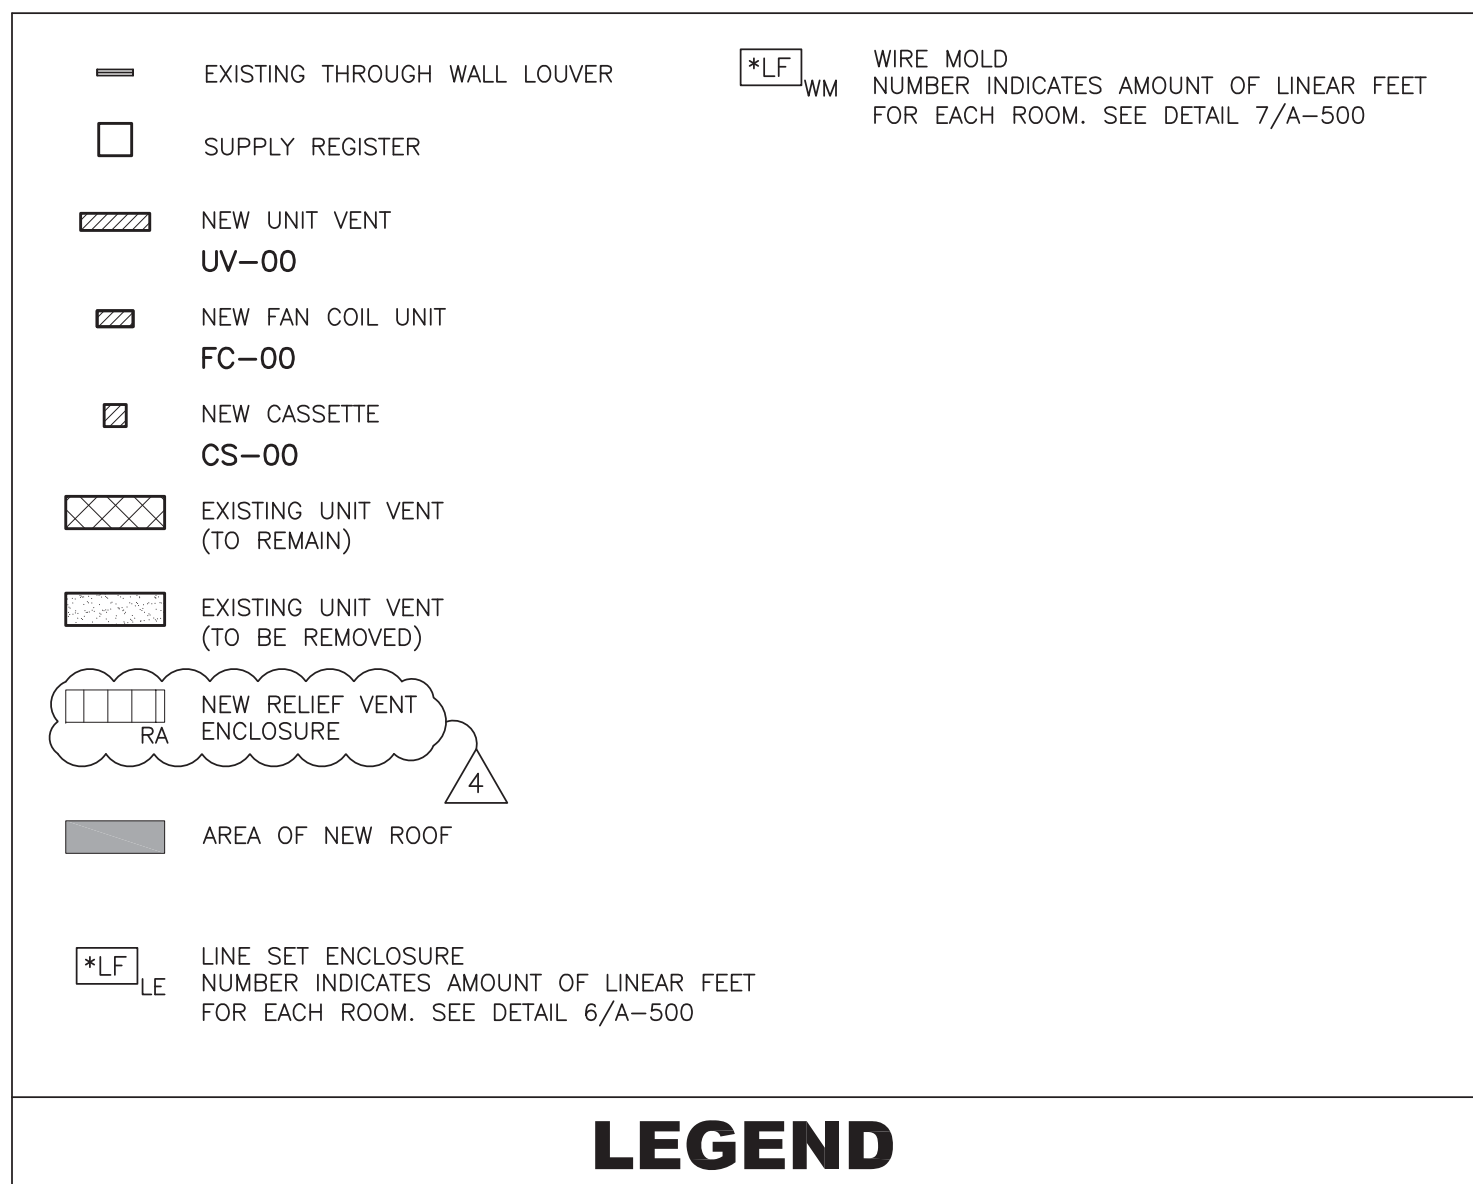 EXISTING THROUGH WALL LOUVER
SUPPLY REGISTER
NEW UNIT VENT
UV-00
NEW FAN COIL UNIT
FC-00
NEW CASSETTE
CS-00
EXISTING UNIT VENT
(TO REMAIN)
EXISTING UNIT VENT
(TO BE REMOVED)
NEW RELIEF VENT
ENCLOSURE
RA
4
AREA OF NEW ROOF
*LF
LE
LINE SET ENCLOSURE
NUMBER INDICATES AMOUNT OF LINEAR FEET
FOR EACH ROOM. SEE DETAIL 6/A-500
*LF
WM
WIRE MOLD
NUMBER INDICATES AMOUNT OF LINEAR FEET
FOR EACH ROOM. SEE DETAIL 7/A-500
LEGEND